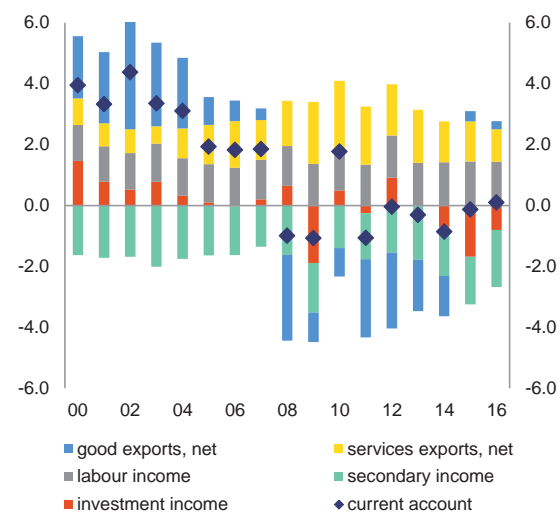 6.0 6.0
4.0 4.0
2.0 2.0
0.0 0.0
-2.0 -2.0
-4.0 -4.0
-6.0 -6.0
00 02 04 06 08 10 12 14 16
good exports, net services exports, net
labour income secondary income
investment income current account